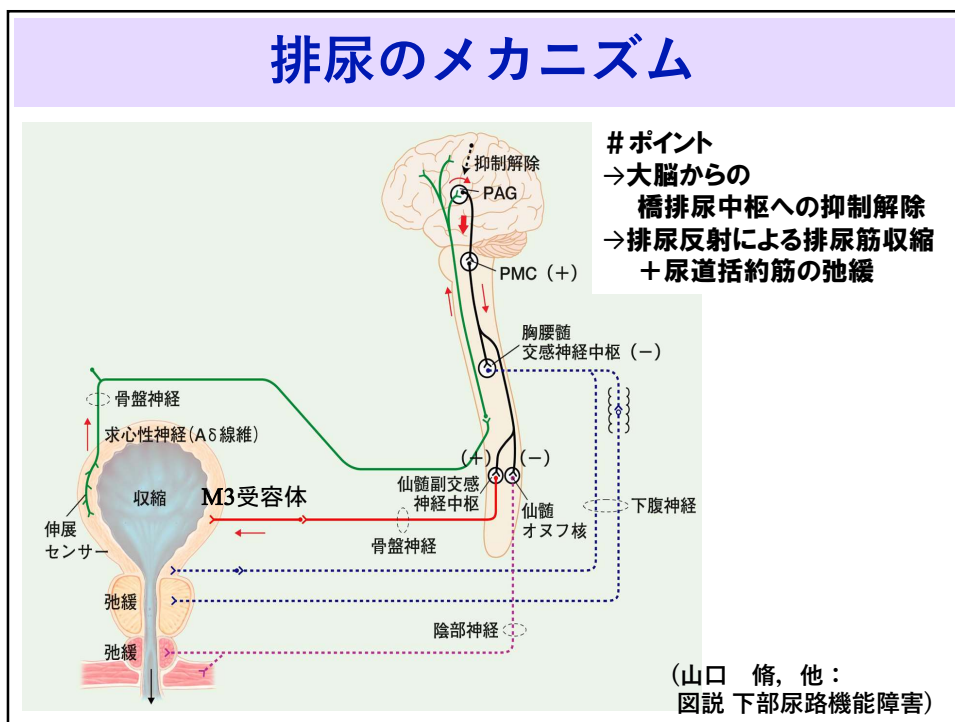 排尿のメカニズム
#ポイント
→大脳からの
橋排尿中枢への抑制解除
→排尿反射による排尿筋収縮
+尿道括約筋の弛緩
抑制解除
PAG
PMC(+)
胸腰髄
交感神経中枢(-)
骨盤神経
求心性神経(Aδ線維)
収縮
M3受容体
伸展
センサー
(+)
(-)
仙髄副交感
神経中枢
仙髄
オヌフ核
下腹神経
骨盤神経
弛緩
陰部神経
弛緩
(山口 脩, 他:
図説 下部尿路機能障害)